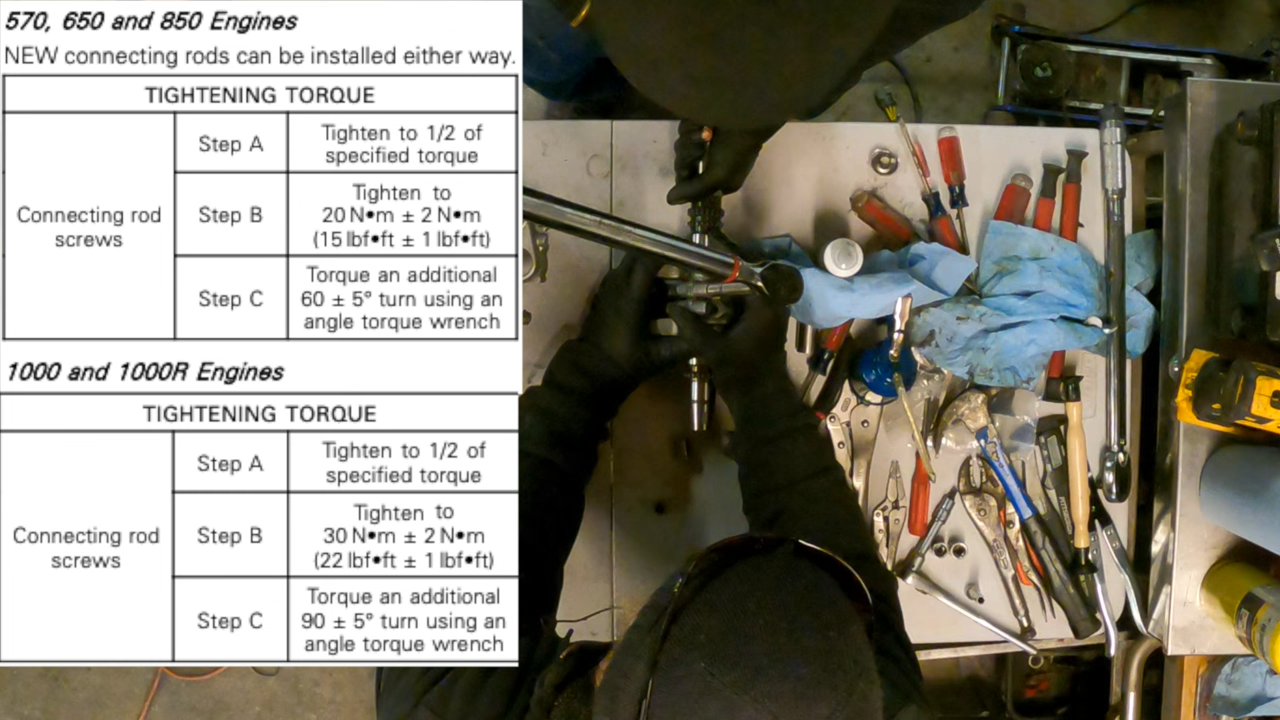 570, 650 and 850 Engines
NEW connecting rods can be installed either way.
TIGHTENING TORQUE
Connecting rod
screws
Step A
Tighten to 1/2 of
specified torque
Step B
Tighten to
20 N•m ± 2 N•m
(15 lbf•ft ± 1 lbf•ft)
Step C
Torque an additional
60 ± 5° turn using an
angle torque wrench
1000 and 1000R Engines
TIGHTENING TORQUE
Connecting rod
screws
Step A
Tighten to 1/2 of
specified torque
Step B
Tighten to
30 N•m ± 2 N•m
(22 lbf•ft ± 1 lbf•ft)
Step C
Torque an additional
90 ± 5° turn using an
angle torque wrench